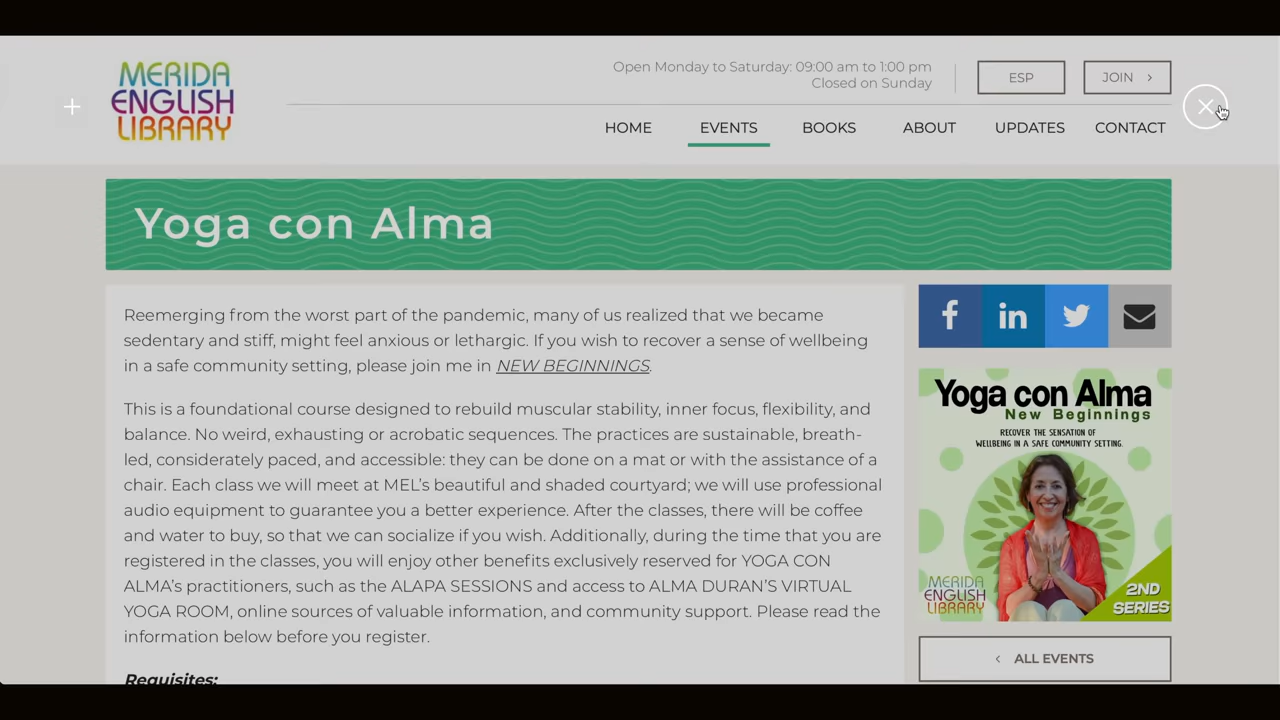 MERIDA
ENGLISH
LIBRARY
Open Monday to Saturday: 09:00 am to 1:00 pm
Closed on Sunday
ESP
JOIN
HOME
EVENTS
BOOKS
ABOUT
UPDATES
CONTACT
Yoga con Alma
Reemerging from the worst part of the pandemic, many of us realized that we became
sedentary and stiff, might feel anxious or lethargic. If you wish to recover a sense of wellbeing
in a safe community setting, please join me in NEW BEGINNINGS.
This is a foundational course designed to rebuild muscular stability, inner focus, flexibility, and
balance. No weird, exhausting or acrobatic sequences. The practices are sustainable, breath-
led, considerately paced, and accessible: they can be done on a mat or with the assistance of a
chair. Each class we will meet at MEL's beautiful and shaded courtyard; we will use professional
audio equipment to guarantee you a better experience. After the classes, there will be coffee
and water to buy, so that we can socialize if you wish. Additionally, during the time that you are
registered in the classes, you will enjoy other benefits exclusively reserved for YOGA CON
ALMA's practitioners, such as the ALAPA SESSIONS and access to ALMA DURAN'S VIRTUAL
YOGA ROOM, online sources of valuable information, and community support. Please read the
information below before you register.
Requisites:
Yoga con Alma
New Beginnings
RECOVER THE SENSATION OF
WELLBEING IN A SAFE COMMUNITY SETTING.
MERIDA
ENGLISH
LIBRARY
2ND
SERIES
ALL EVENTS